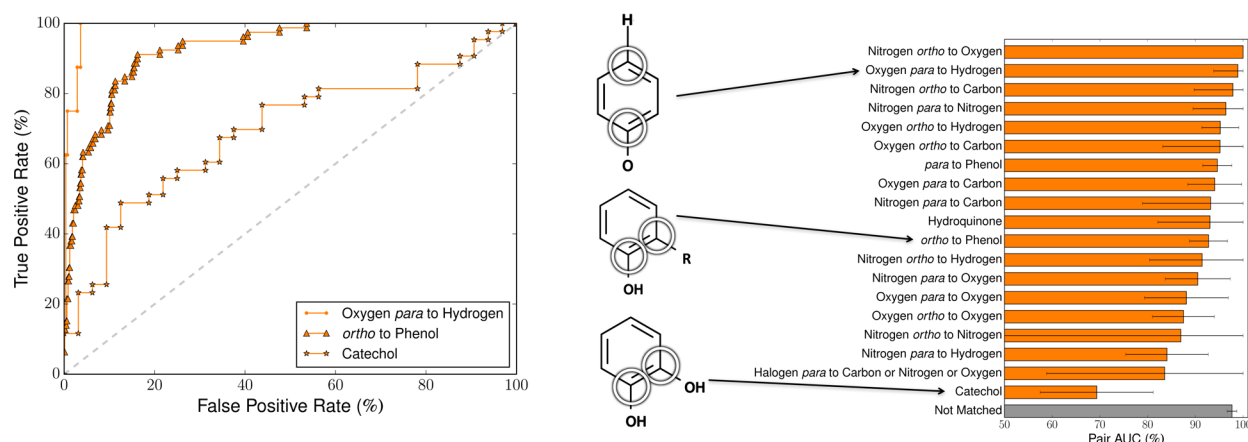 100
80
60
40
20
0
0
20
40
60
80
100
True Positive Rate (%)
False Positive Rate (%)
Oxygen para to Hydrogen
ortho to Phenol
Catechol
H
O
R
OH
OH
OH
Nitrogen ortho to Oxygen
Oxygen para to Hydrogen
Nitrogen ortho to Carbon
Nitrogen para to Nitrogen
Oxygen ortho to Hydrogen
Oxygen ortho to Carbon
para to Phenol
Oxygen para to Carbon
Nitrogen para to Carbon
Hydroquinone
ortho to Phenol
Nitrogen ortho to Hydrogen
Nitrogen para to Oxygen
Oxygen para to Oxygen
Oxygen ortho to Oxygen
Nitrogen ortho to Nitrogen
Nitrogen para to Hydrogen
Halogen para to Carbon or Nitrogen or Oxygen
Catechol
Not Matched
50
60
70
80
90
100
Pair AUC (%)